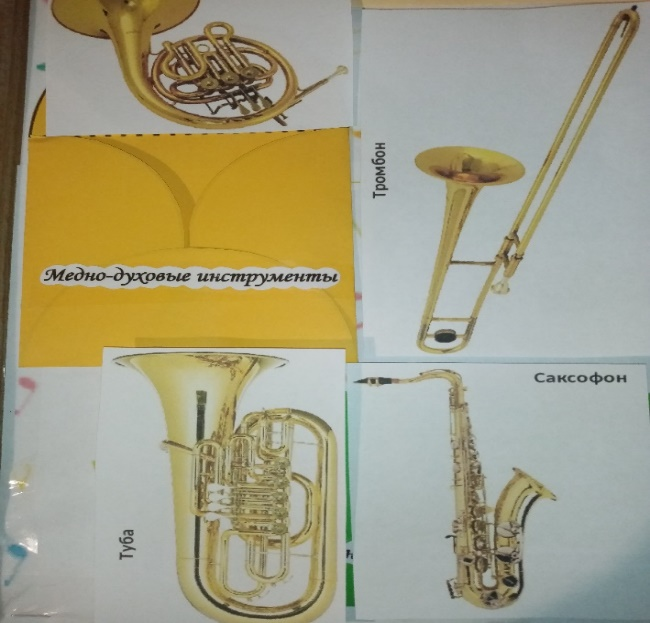 Тромбон
Медно-духовые инструменты
Саксофон
Туба